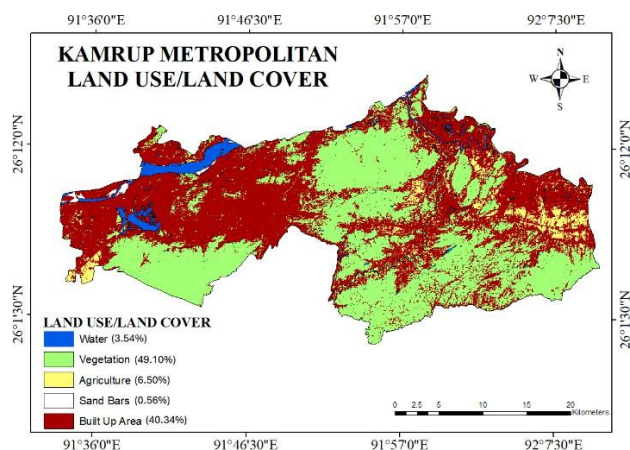 91°36'0"E 91°46'30"E 91°57'0"E 92°7'30"E
KAMRUP METROPOLITAN
LAND USE/LAND COVER
N
W E
S
26°12'0"N 26°12'0"N
26°1'30"N 26°1'30"N
LAND USE/LAND COVER
Water (3.54%)
Vegetation (49.10%)
Agriculture (6.50%)
Sand Bars (0.56%)
Built Up Area (40.34%)
0 2.5 5 10 15 20
Kilometers
91°36'0"E 91°46'30"E 91°57'0"E 92°7'30"E